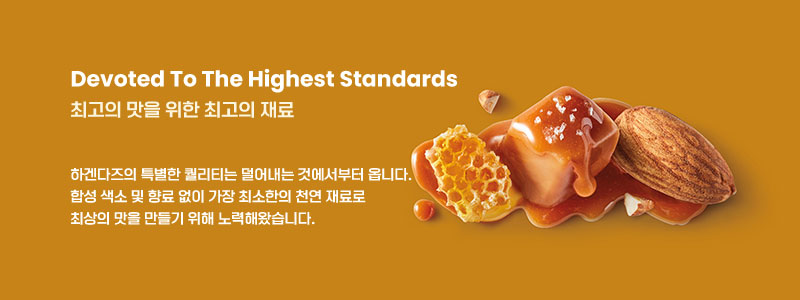 Devoted To The Highest Standards
최고의 맛을 위한 최고의 재료
하겐다즈의 특별한 퀄리티는 덜어내는 것에서부터 옵니다.
합성 색소 및 향료 없이 가장 최소한의 천연 재료로
최상의 맛을 만들기 위해 노력해왔습니다.